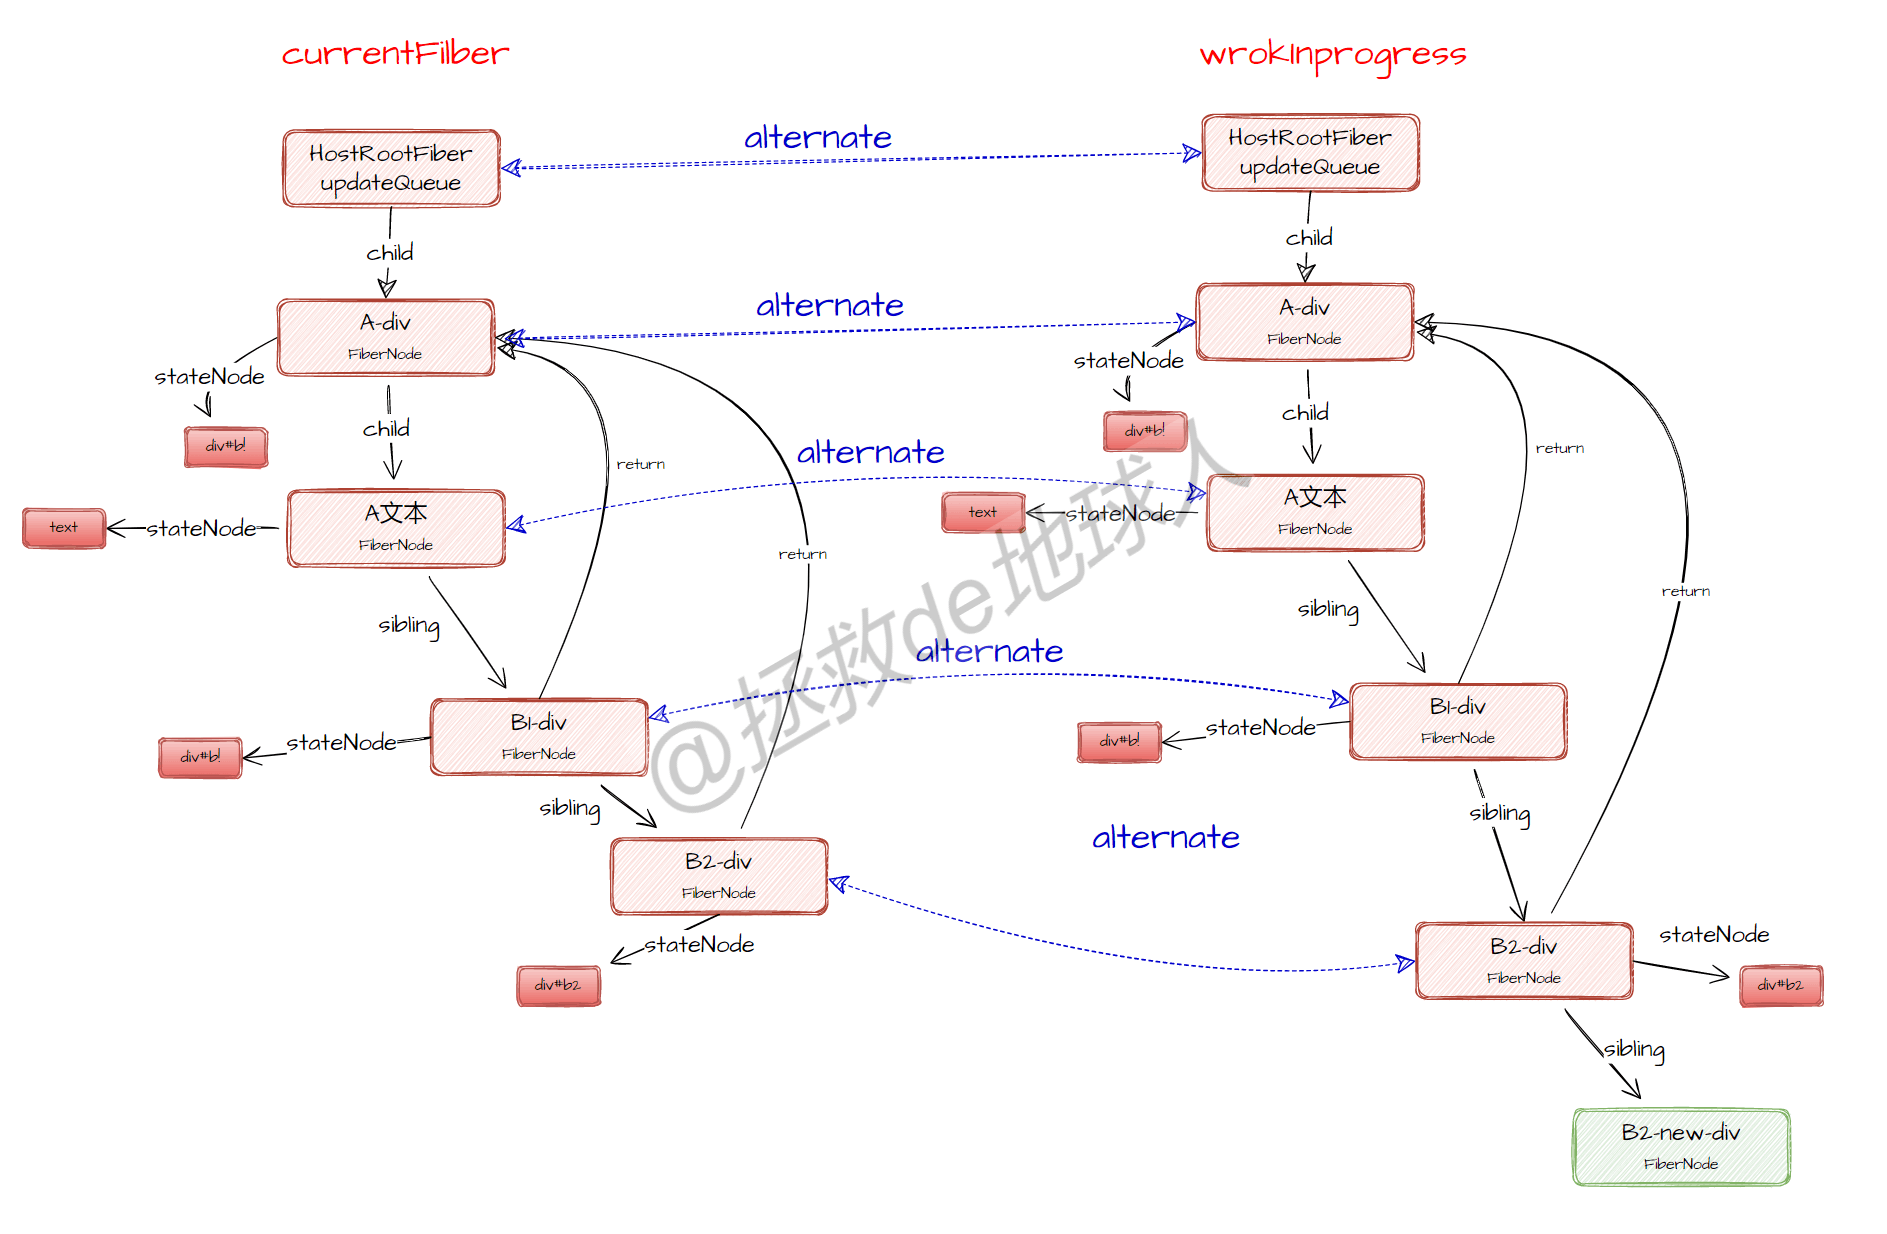 currentFilber
wrokInprogress
HostRootFiber
updateQueue
alternate
HostRootFiber
updateQueue
child
child
A-div
FiberNode
alternate
A-div
FiberNode
stateNode
stateNode
div#b!
div#b!
child
child
return
return
alternate
A文本
FiberNode
text
stateNode
text
stateNode
A文本
FiberNode
return
return
sibling
sibling
@拯救de地球人
alternate
B1-div
FiberNode
div#b!
stateNode
div#b!
stateNode
B1-div
FiberNode
sibling
sibling
alternate
B2-div
FiberNode
stateNode
div#b2
B2-div
FiberNode
stateNode
div#b2
sibling
B2-new-div
FiberNode